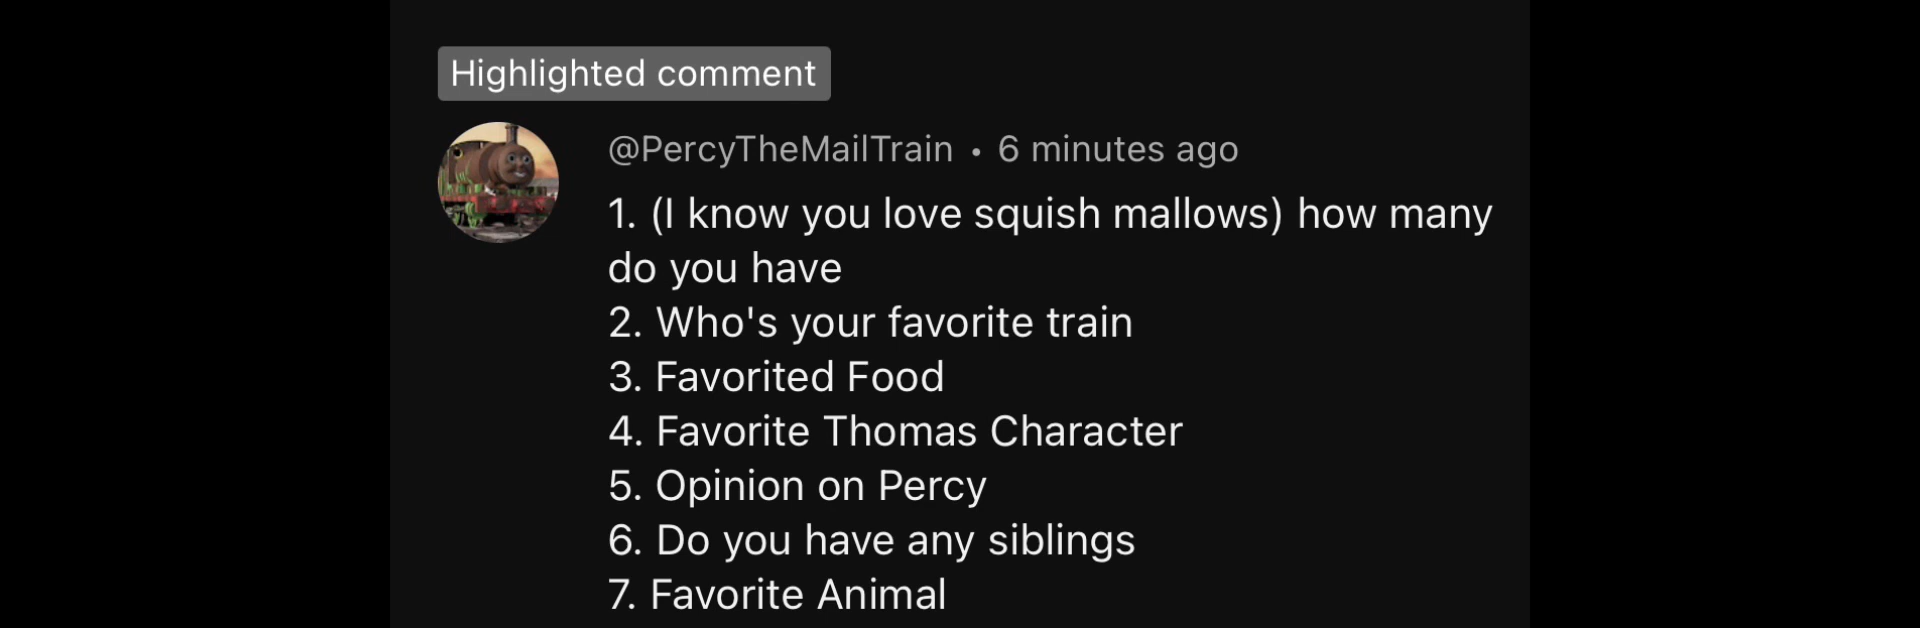 Highlighted comment
@PercyTheMailTrain • 6 minutes ago
1. (I know you love squish mallows) how many
do you have
2. Who's your favorite train
3. Favorited Food
4. Favorite Thomas Character
5. Opinion on Percy
6. Do you have any siblings
7. Favorite Animal